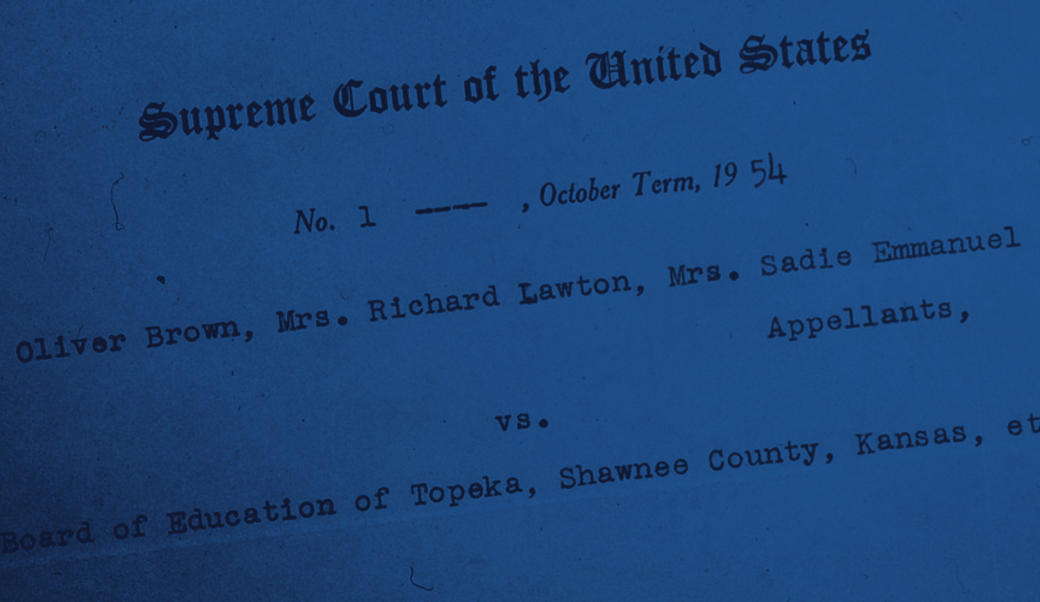 Supreme Court of the United States
No. 1 ---- , October Term, 19 54
Oliver Brown, Mrs. Richard Lawton, Mrs. Sadie Emmanuel
Appellants,
vs.
Board of Education of Topeka, Shawnee County, Kansas, et